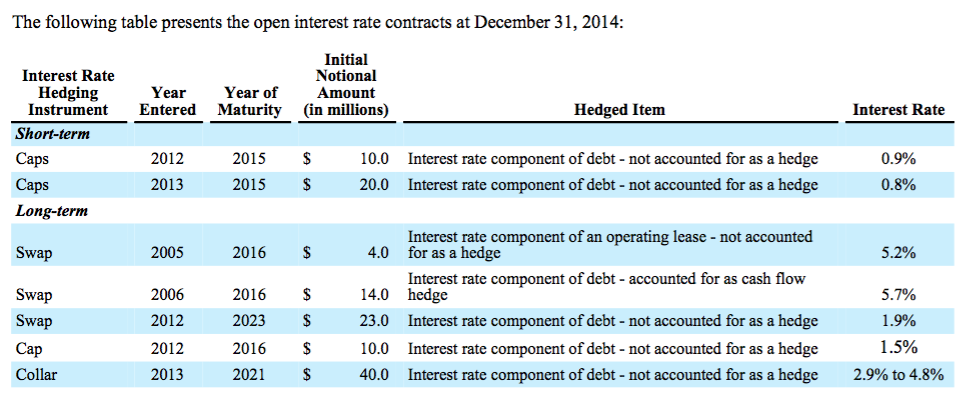 The following table presents the open interest rate contracts at December 31, 2014:
Interest Rate Hedging Instrument Year Entered Year of Maturity Initial Notional Amount (in millions) Hedged Item Interest Rate
Short-term
Caps 2012 2015 $ 10.0 Interest rate component of debt - not accounted for as a hedge 0.9%
Caps 2013 2015 $ 20.0 Interest rate component of debt - not accounted for as a hedge 0.8%
Long-term
Swap 2005 2016 $ 4.0 Interest rate component of an operating lease - not accounted for as a hedge 5.2%
Swap 2006 2016 $ 14.0 Interest rate component of debt - accounted for as cash flow hedge 5.7%
Swap 2012 2023 $ 23.0 Interest rate component of debt - not accounted for as a hedge 1.9%
Cap 2012 2016 $ 10.0 Interest rate component of debt - not accounted for as a hedge 1.5%
Collar 2013 2021 $ 40.0 Interest rate component of debt - not accounted for as a hedge 2.9% to 4.8%